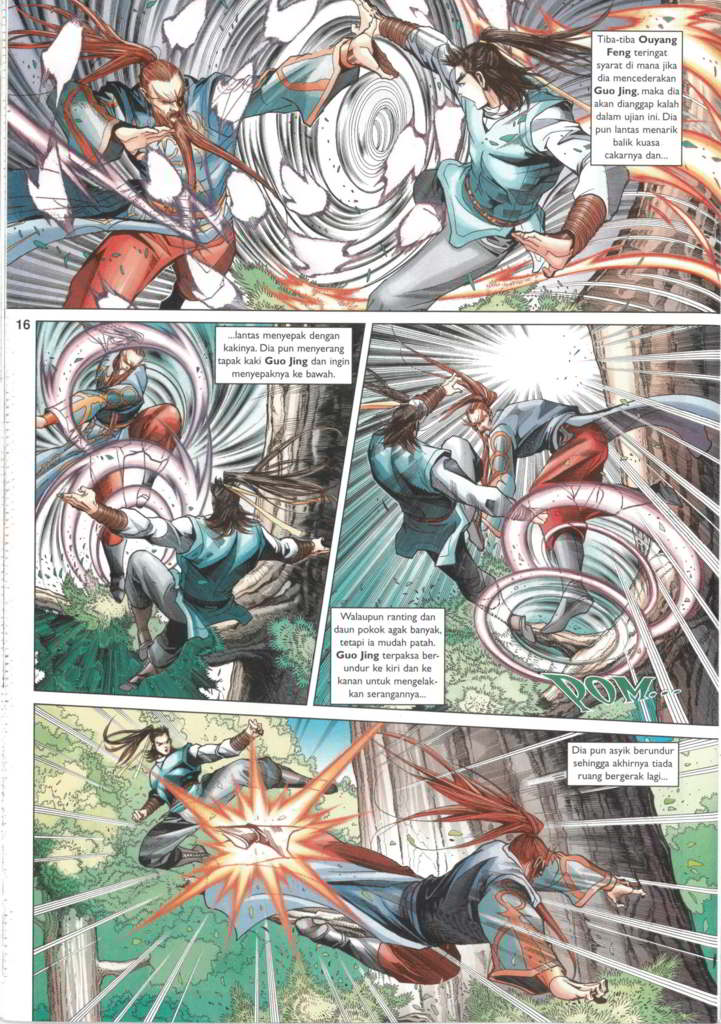 Tiba-tiba Ouyang
Feng teringat
syarat di mana jika
dia mencederakan
Guo Jing, maka dia
akan dianggap kalah
dalam ujian ini. Dia
pun lantas menarik
balik kuasa
cakarnya dan...
16
...lantas menyepak dengan
kakinya. Dia pun menyerang
tapak kaki Guo Jing dan ingin
menyepaknya ke bawah.
Walaupun ranting dan
daun pokok agak banyak,
tetapi ia mudah patah.
Guo Jing terpaksa ber-
undur ke kiri dan ke
kanan untuk mengelak-
kan serangannya...
POM...
Dia pun asyik berundur
sehingga akhirnya tiada
ruang bergerak lagi...